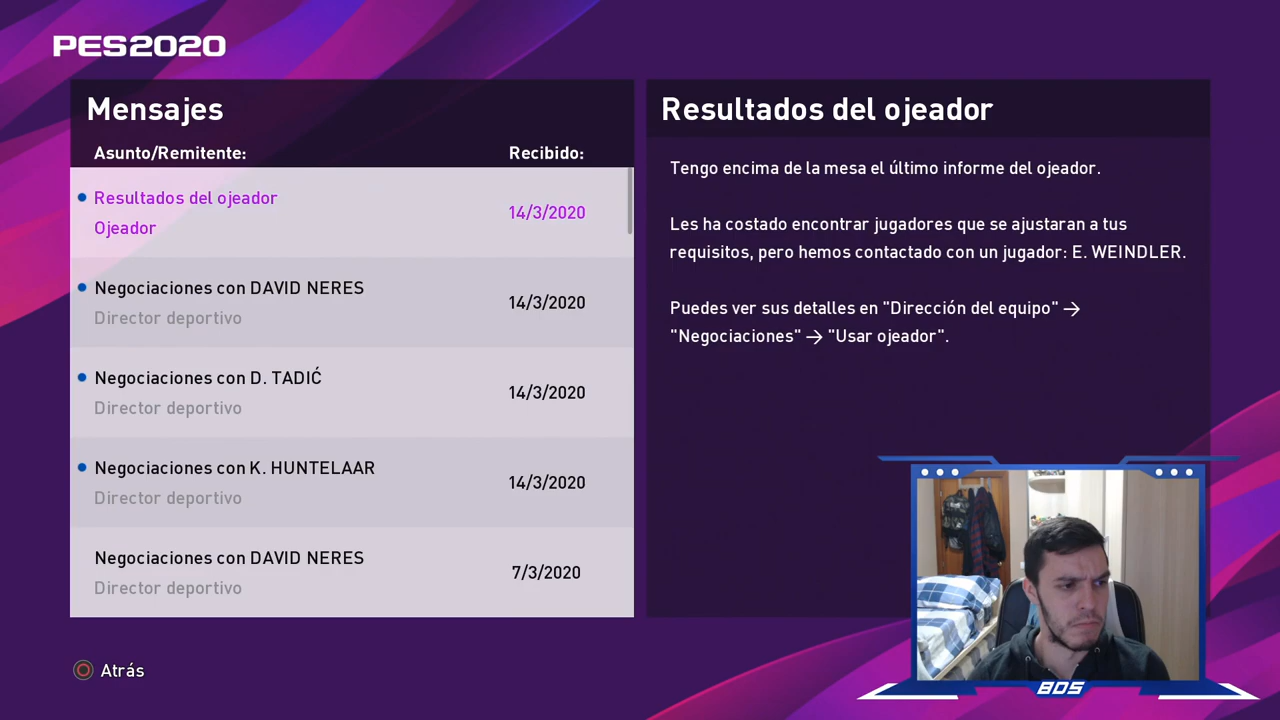 PES2020
Mensajes
Asunto/Remitente:
Recibido:
Resultados del ojeador
Ojeador
14/3/2020
Negociaciones con DAVID NERES
Director deportivo
14/3/2020
Negociaciones con D. TADIĆ
Director deportivo
14/3/2020
Negociaciones con K. HUNTELAAR
Director deportivo
14/3/2020
Negociaciones con DAVID NERES
Director deportivo
7/3/2020
Resultados del ojeador
Tengo encima de la mesa el último informe del ojeador.
Les ha costado encontrar jugadores que se ajustaran a tus
requisitos, pero hemos contactado con un jugador: E. WEINDLER.
Puedes ver sus detalles en "Dirección del equipo" →
"Negociaciones" → "Usar ojeador".
Atrás
BDS